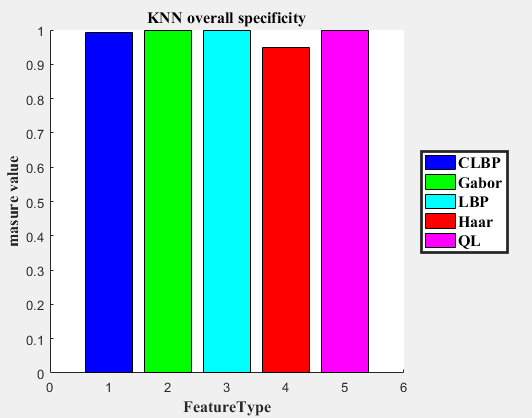 KNN overall specificity
1
0.9
0.8
0.7
0.6
0.5
0.4
0.3
0.2
0.1
0
masure value
0 1 2 3 4 5 6
FeatureType
CLBP
Gabor
LBP
Haar
QL